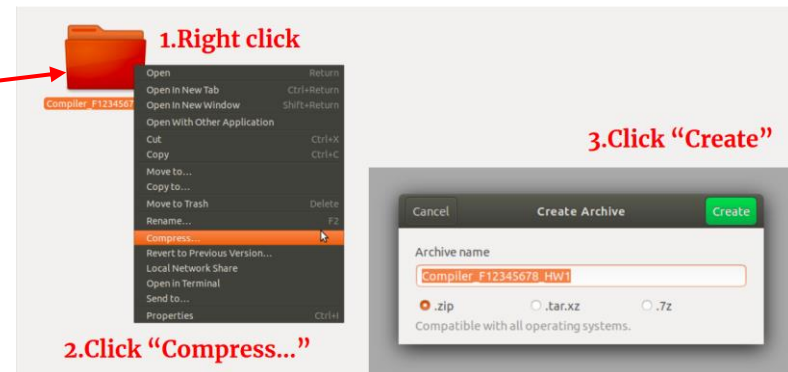 1.Right click
Compiler_F1234567
Open Return
Open In New Tab Ctrl+Return
Open In New Window Shift+Return
Open With Other Application
Cut Ctrl+X
Copy Ctrl+C
Move to...
Copy to...
Move to Trash Delete
Rename... F2
Compress...
Revert to Previous Version...
Local Network Share
Open in Terminal
Send to...
Properties Ctrl+I
2.Click “Compress...”
3.Click “Create”
Cancel Create Archive Create
Archive name
Compiler_F12345678_HW1
.zip .tar.xz .7z
Compatible with all operating systems.